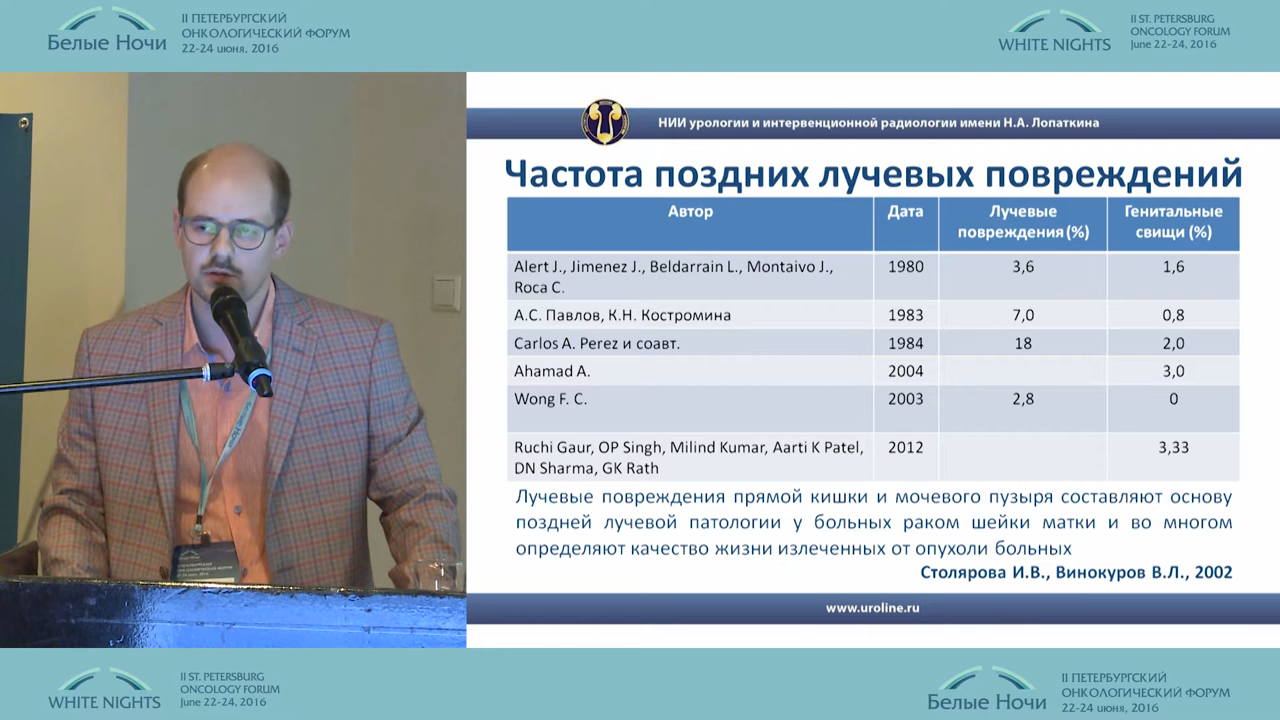 Белые Ночи
II ПЕТЕРБУРГСКИЙ
ОНКОЛОГИЧЕСКИЙ ФОРУМ
22-24 июня, 2016
WHITE NIGHTS
II ST. PETERSBURG
ONCOLOGY FORUM
June 22-24, 2016
НИИ урологии и интервенционной радиологии имени Н.А. Лопаткина
Частота поздних лучевых повреждений
Автор Дата Лучевые повреждения (%) Генитальные свищи (%)
Alert J., Jimenez J., Beldarrain L., Montaivo J., 1980 3,6 1,6
Roca C.
А.С. Павлов, К.Н. Костромина 1983 7,0 0,8
Carlos A. Perez и соавт. 1984 18 2,0
Ahamad A. 2004 3,0
Wong F. C. 2003 2,8 0
Ruchi Gaur, OP Singh, Milind Kumar, Aarti K Patel, 2012 3,33
DN Sharma, GK Rath
Лучевые повреждения прямой кишки и мочевого пузыря составляют основу
поздней лучевой патологии у больных раком шейки матки и во многом
определяют качество жизни излеченных от опухоли больных
Столярова И.В., Винокуров В.Л., 2002
www.uroline.ru
WHITE NIGHTS
II ST. PETERSBURG
ONCOLOGY FORUM
June 22-24, 2016
Белые Ночи
II ПЕТЕРБУРГСКИЙ
ОНКОЛОГИЧЕСКИЙ ФОРУМ
22-24 июня, 2016